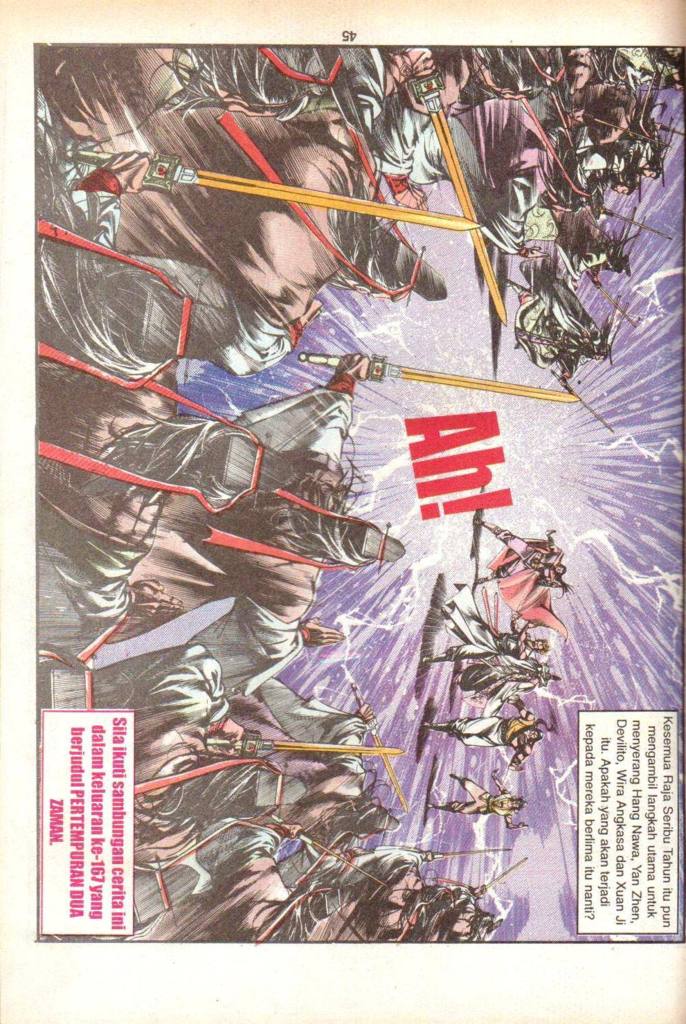 Kesemua Raja Seribu Tahun itu pun
mengambil langkah utama untuk
menyerang Hang Nawa, Yan Zhen,
Devilito, Wira Angkasa dan Xuan Ji
itu. Apakah yang akan terjadi
kepada mereka berlima itu nanti?
Ah!
Sila ikuti sambungan cerita ini
dalam keluaran ke-167 yang
berjudul PERTEMPURAN DUA
ZAMAN.
45